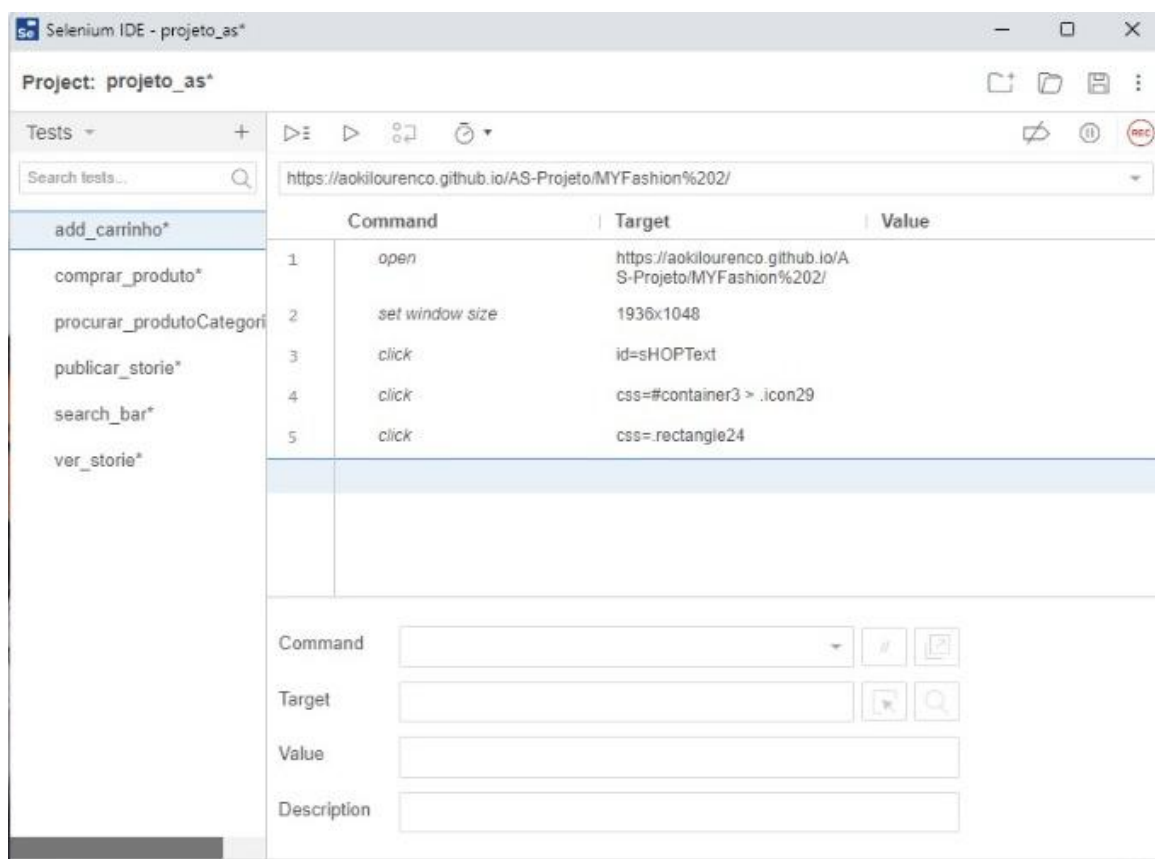 Selenium IDE - projeto_as*
Project: projeto_as*
Tests
Search tests...
https://aokilourenco.github.io/AS-Projeto/MYFashion%202/
add_carrinho*
comprar_produto*
procurar_produtoCategori
publicar_storie*
search_bar*
ver_storie*
Command Target Value
1 open https://aokilourenco.github.io/A
S-Projeto/MYFashion%202/
2 set window size 1936x1048
3 click id=sHOPText
4 click css=#container3 > .icon29
5 click css=.rectangle24
Command
//
Target
Value
Description
REC